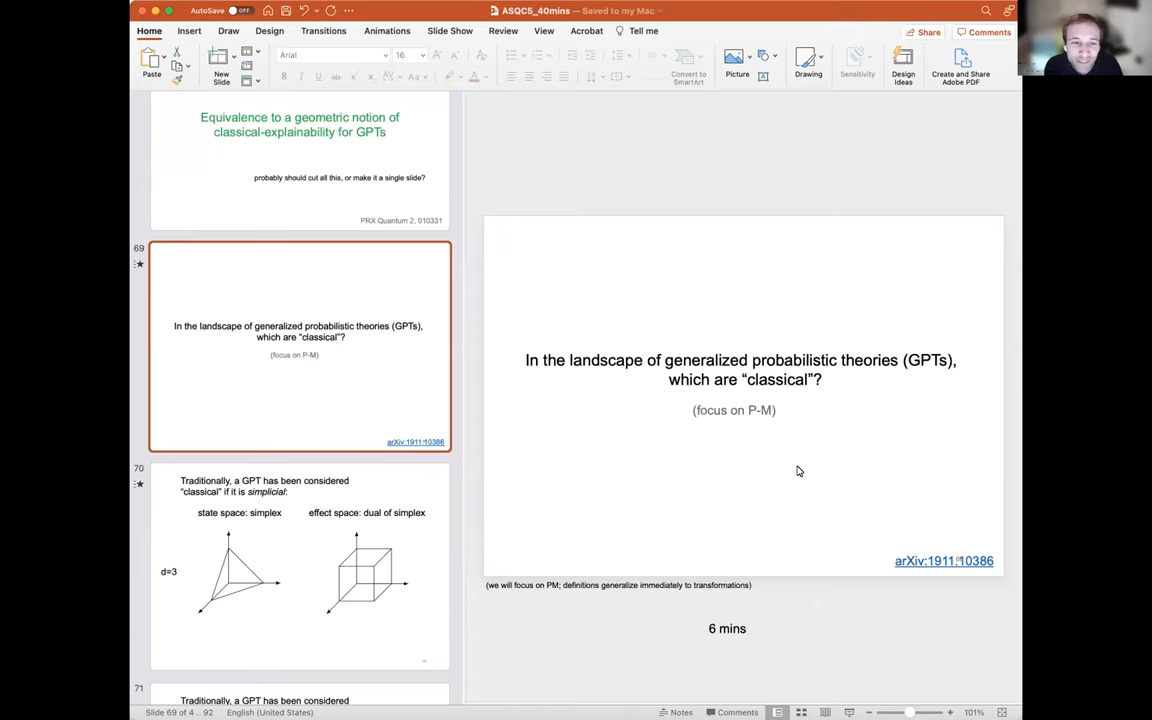 AutoSave OFF
ASQC5_40mins — Saved to my Mac
Home Insert Draw Design Transitions Animations Slide Show Review View Acrobat Tell me
Share Comments
Paste
New Slide
Arial 16
Convert to SmartArt
Picture
Drawing
Sensitivity
Design Ideas
Create and Share Adobe PDF
Equivalence to a geometric notion of
classical-explainability for GPTs
probably should cut all this, or make it a single slide?
PRX Quantum 2, 010331
69
In the landscape of generalized probabilistic theories (GPTs),
which are “classical”?
(focus on P-M)
arXiv:1911.10386
70
Traditionally, a GPT has been considered
“classical” if it is simplicial:
state space: simplex effect space: dual of simplex
d=3
71
Traditionally, a GPT has been considered
In the landscape of generalized probabilistic theories (GPTs),
which are “classical”?
(focus on P-M)
arXiv:1911.10386
(we will focus on PM; definitions generalize immediately to transformations)
6 mins
Slide 69 of 4 .. 92 English (United States)
Notes Comments 101%